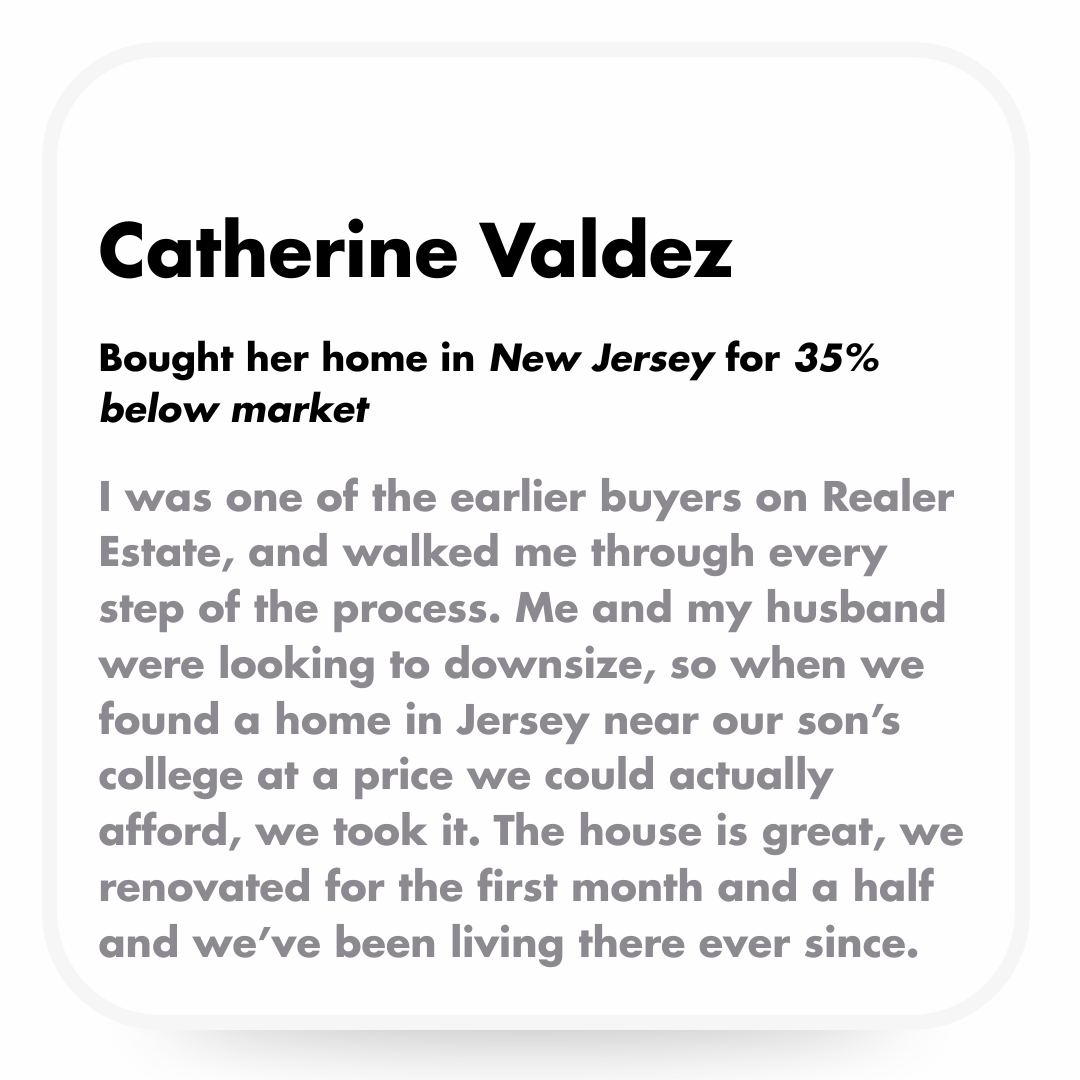 Catherine Valdez
Bought her home in New Jersey for 35%
below market
I was one of the earlier buyers on Realer
Estate, and walked me through every
step of the process. Me and my husband
were looking to downsize, so when we
found a home in Jersey near our son’s
college at a price we could actually
afford, we took it. The house is great, we
renovated for the first month and a half
and we’ve been living there ever since.